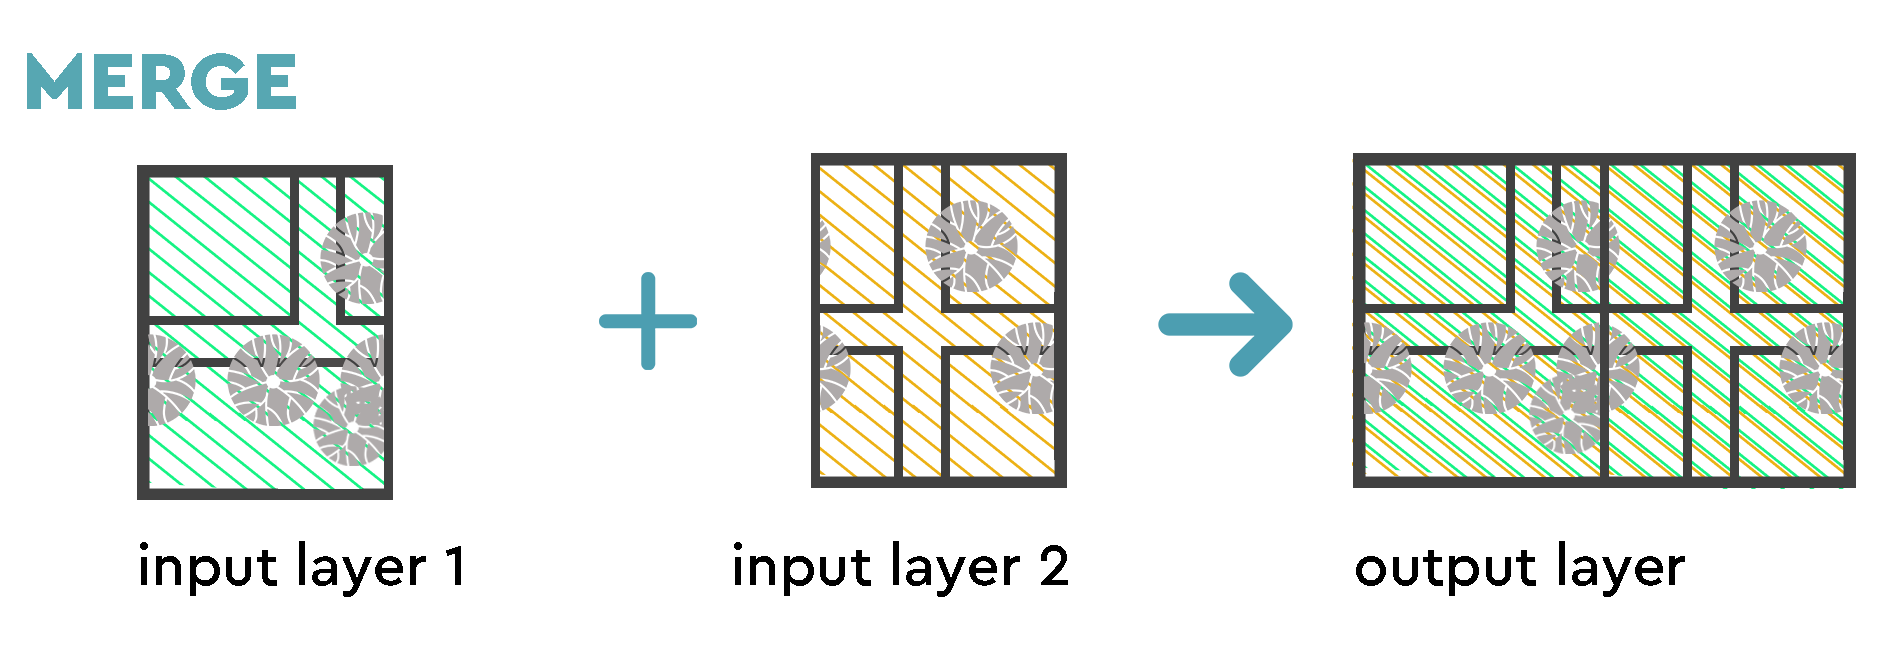 MERGE
input layer 1
input layer 2
output layer